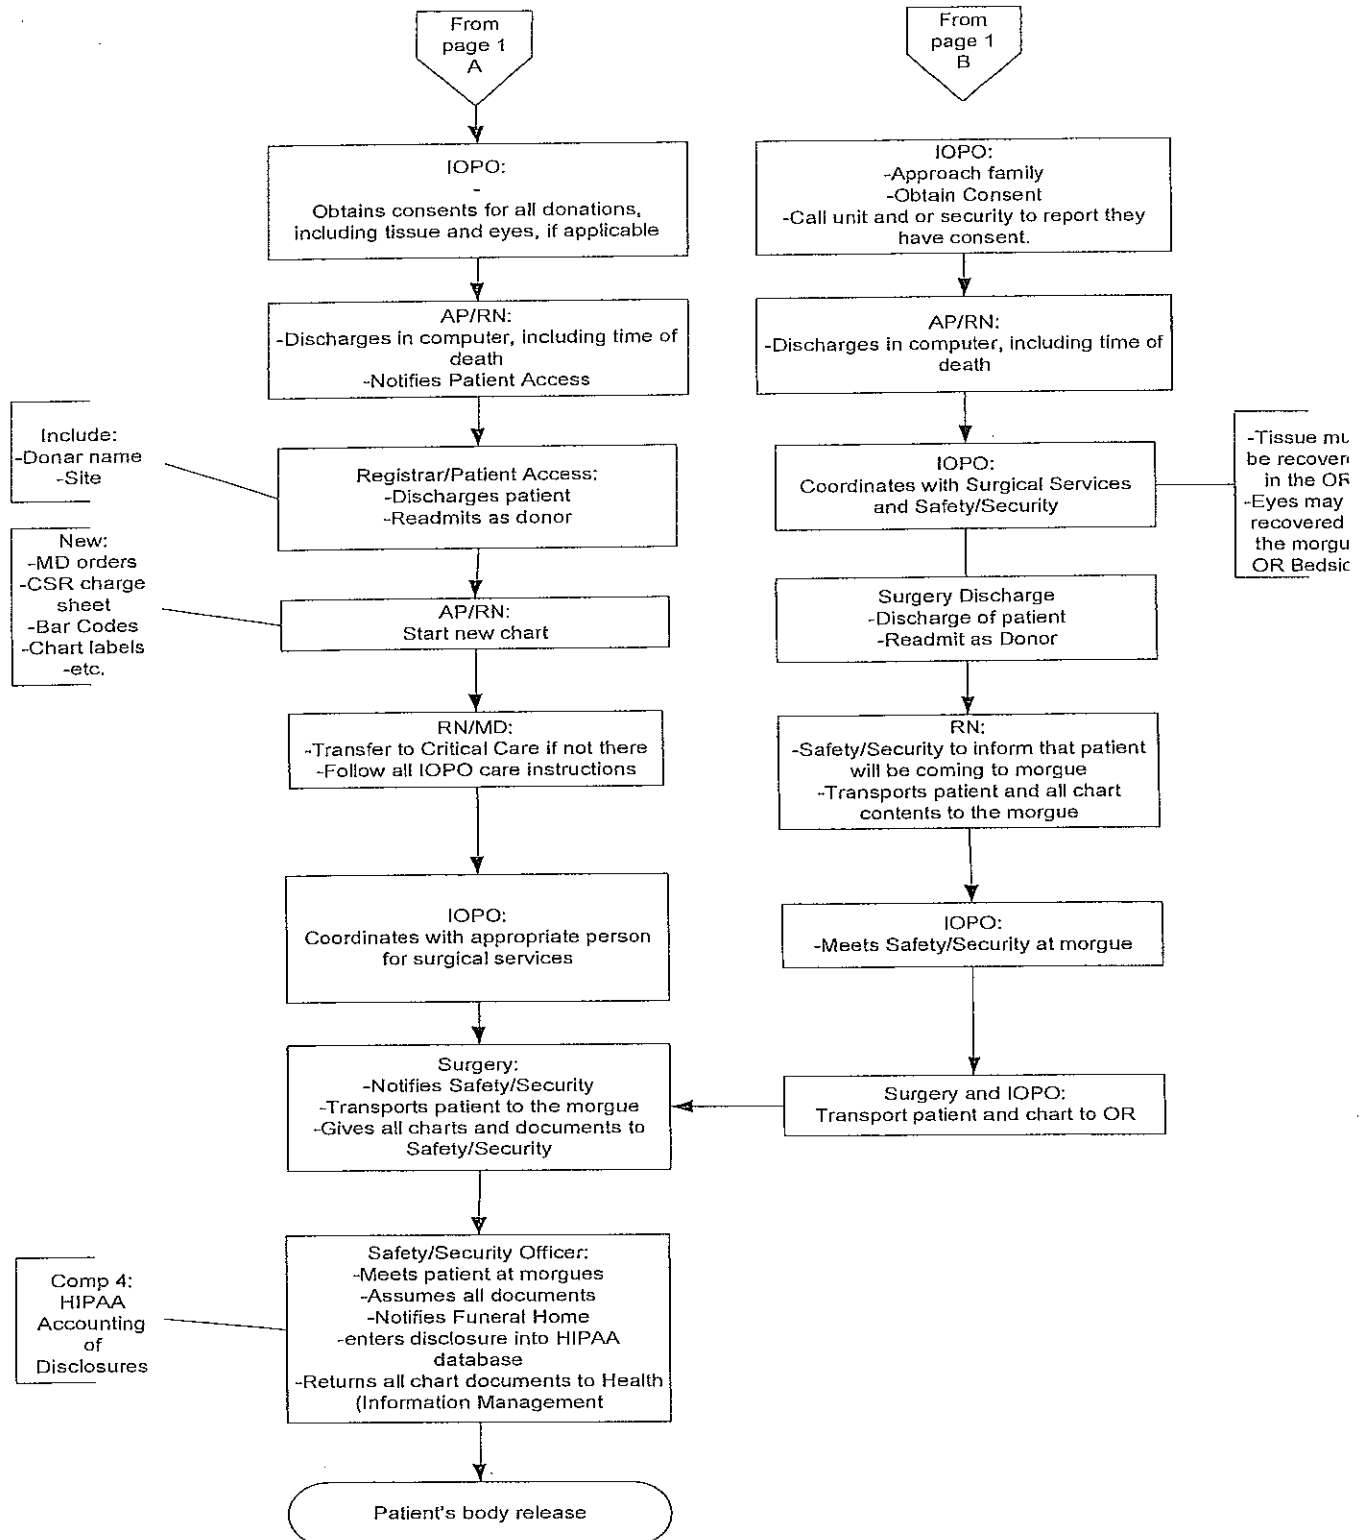 From
page 1
A
IOPO:
-
Obtains consents for all donations,
including tissue and eyes, if applicable
AP/RN:
-Discharges in computer, including time of
death
-Notifies Patient Access
Include:
-Donar name
-Site
Registrar/Patient Access:
-Discharges patient
-Readmits as donor
New:
-MD orders
-CSR charge
sheet
-Bar Codes
-Chart labels
-etc.
AP/RN:
Start new chart
RN/MD:
-Transfer to Critical Care if not there
-Follow all IOPO care instructions
IOPO:
Coordinates with appropriate person
for surgical services
Surgery:
-Notifies Safety/Security
-Transports patient to the morgue
-Gives all charts and documents to
Safety/Security
Comp 4:
HIPAA
Accounting
of
Disclosures
Safety/Security Officer:
-Meets patient at morgues
-Assumes all documents
-Notifies Funeral Home
-enters disclosure into HIPAA
database
-Returns all chart documents to Health
(Information Management
Patient's body release
From
page 1
B
IOPO:
-Approach family
-Obtain Consent
-Call unit and or security to report they
have consent.
AP/RN:
-Discharges in computer, including time of
death
IOPO:
Coordinates with Surgical Services
and Safety/Security
-Tissue
be
in the OR
-Eyes may
recovered
the
OR
Surgery Discharge
-Discharge of patient
-Readmit as Donor
RN:
-Safety/Security to inform that patient
will be coming to morgue
-Transports patient and all chart
contents to the morgue
IOPO:
-Meets Safety/Security at morgue
Surgery and IOPO:
Transport patient and chart to OR